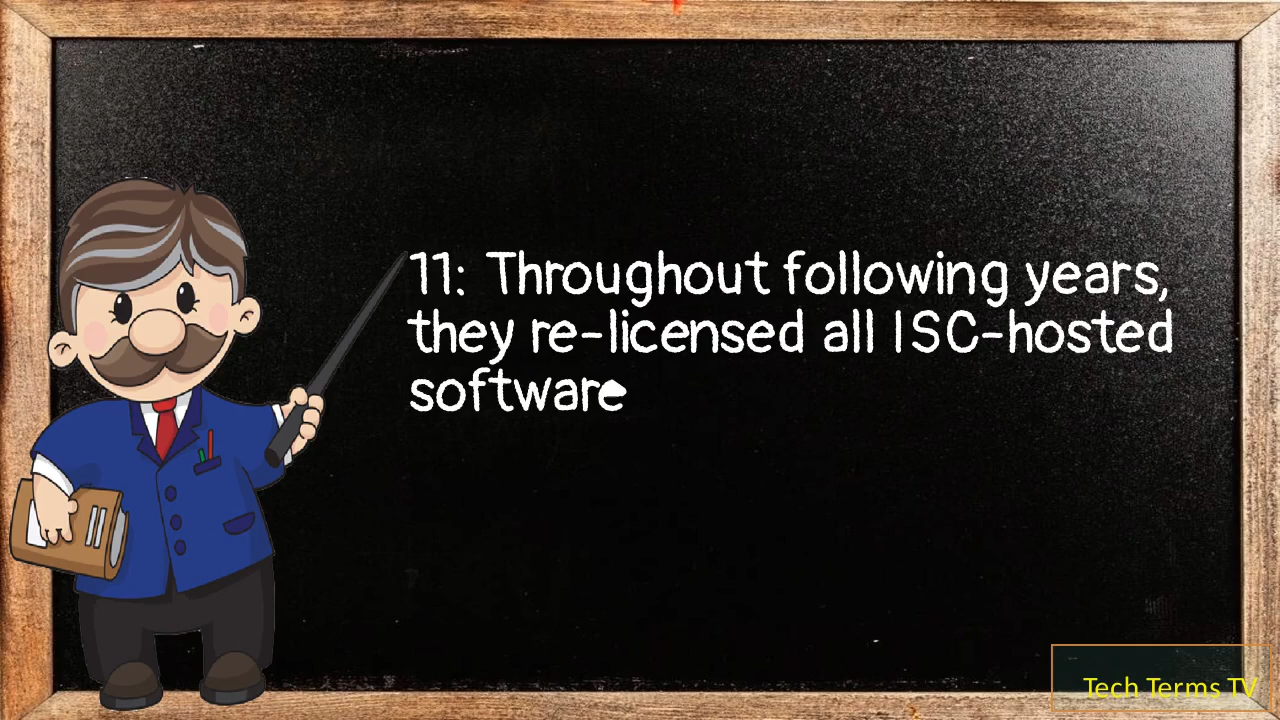 11: Throughout following years,
they re-licensed all ISC-hosted
software
Tech Terms TV